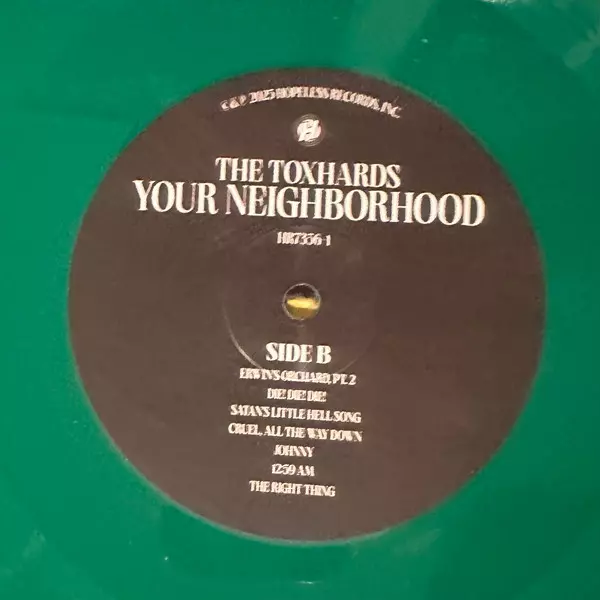 © & ℗ 2025 HOPELESS RECORDS, INC.
THE TOXHARDS
YOUR NEIGHBORHOOD
HR7356-1
SIDE B
ERWIN'S ORCHARD, PT. 2
DIE! DIE! DIE!
SATAN'S LITTLE HELL SONG
CRUEL, ALL THE WAY DOWN
JOHNNY
12:59 AM
THE RIGHT THING